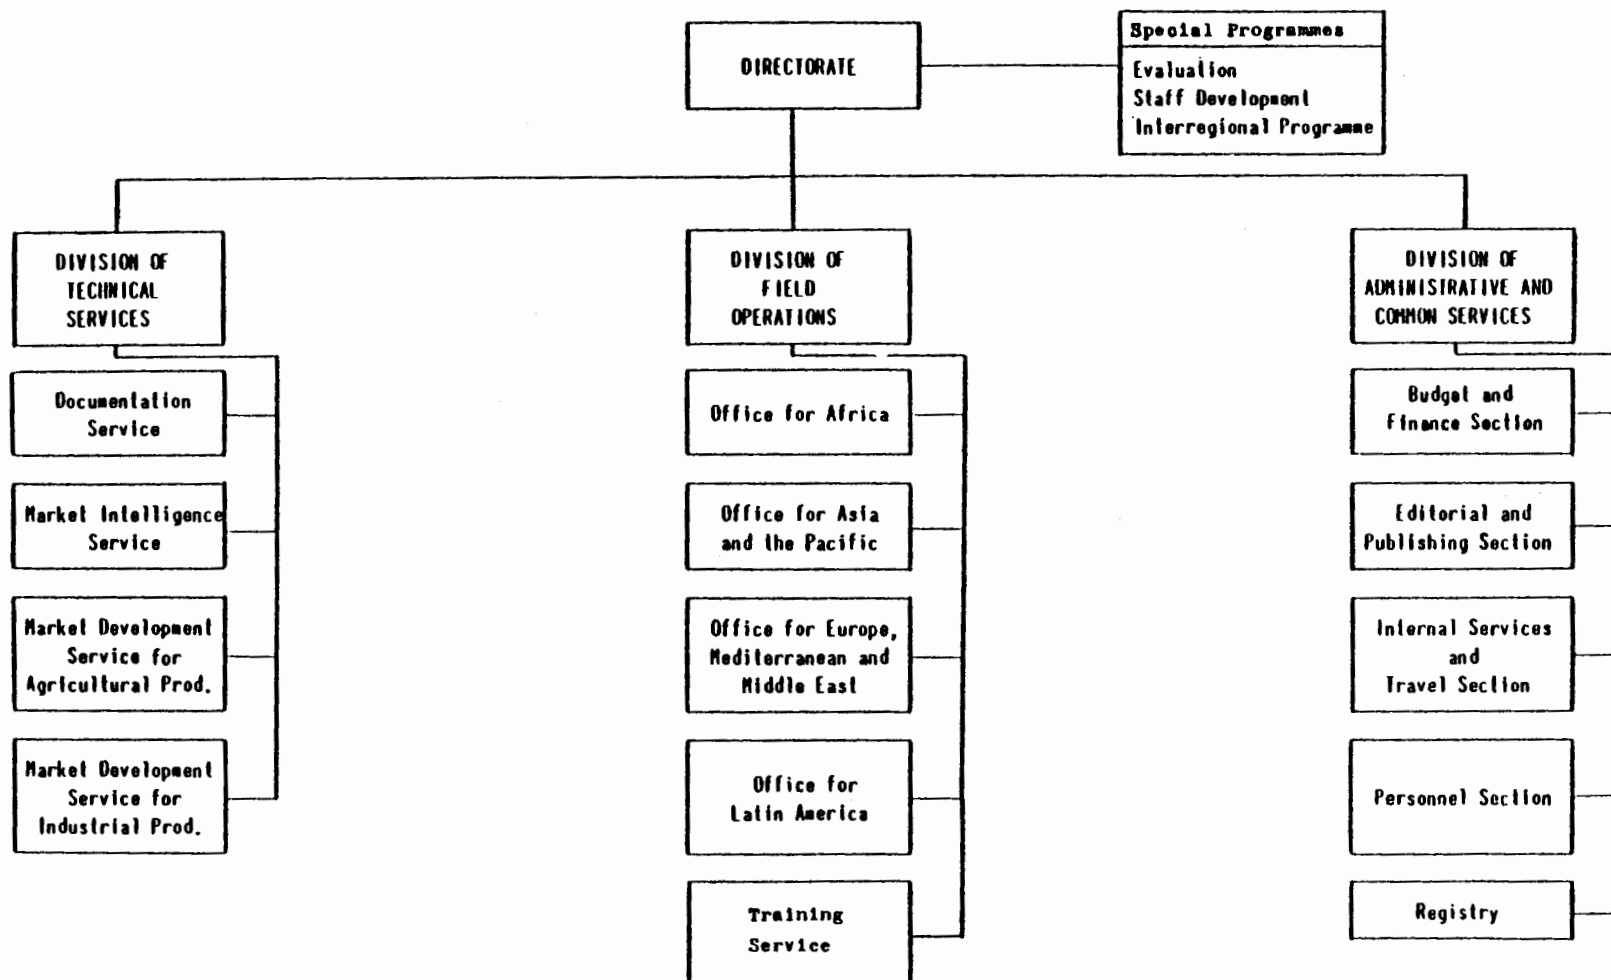 DIRECTORATE
Special Programmes
Evaluation
Staff Development
Interregional Programme
DIVISION OF
TECHNICAL
SERVICES
Documentation
Service
Market Intelligence
Service
Market Development
Service for
Agricultural Prod.
Market Development
Service for
Industrial Prod.
DIVISION OF
FIELD
OPERATIONS
Office for Africa
Office for Asia
and the Pacific
Office for Europe,
Mediterranean and
Middle East
Office for
Latin America
Training
Service
DIVISION OF
ADMINISTRATIVE AND
COMMON SERVICES
Budget and
Finance Section
Editorial and
Publishing Section
Internal Services
and
Travel Section
Personnel Section
Registry